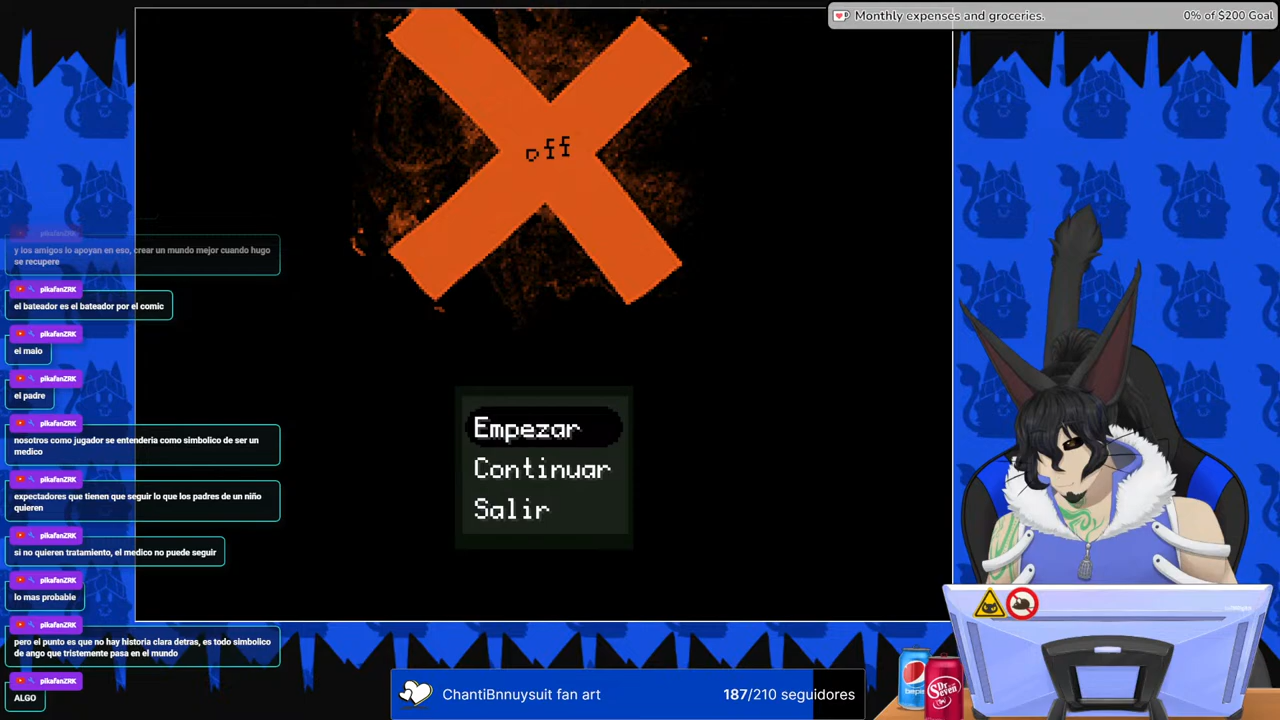 Monthly expenses and groceries.
0% of $200 Goal
off
pikafanZRK
y los amigos lo apoyan en eso, crear un mundo mejor cuando hugo
se recupere
pikafanZRK
el bateador es el bateador por el comic
pikafanZRK
el malo
pikafanZRK
el padre
pikafanZRK
nosotros como jugador se entenderia como simbolico de ser un
medico
pikafanZRK
expectadores que tienen que seguir lo que los padres de un niño
quieren
pikafanZRK
si no quieren tratamiento, el medico no puede seguir
pikafanZRK
lo mas probable
pikafanZRK
pero el punto es que no hay historia clara detras, es todo simbolico
de ango que tristemente pasa en el mundo
pikafanZRK
ALGO
Empezar
Continuar
Salir
ChantiBnnuysuit fan art
187/210 seguidores
Bepis
Dr
Seven